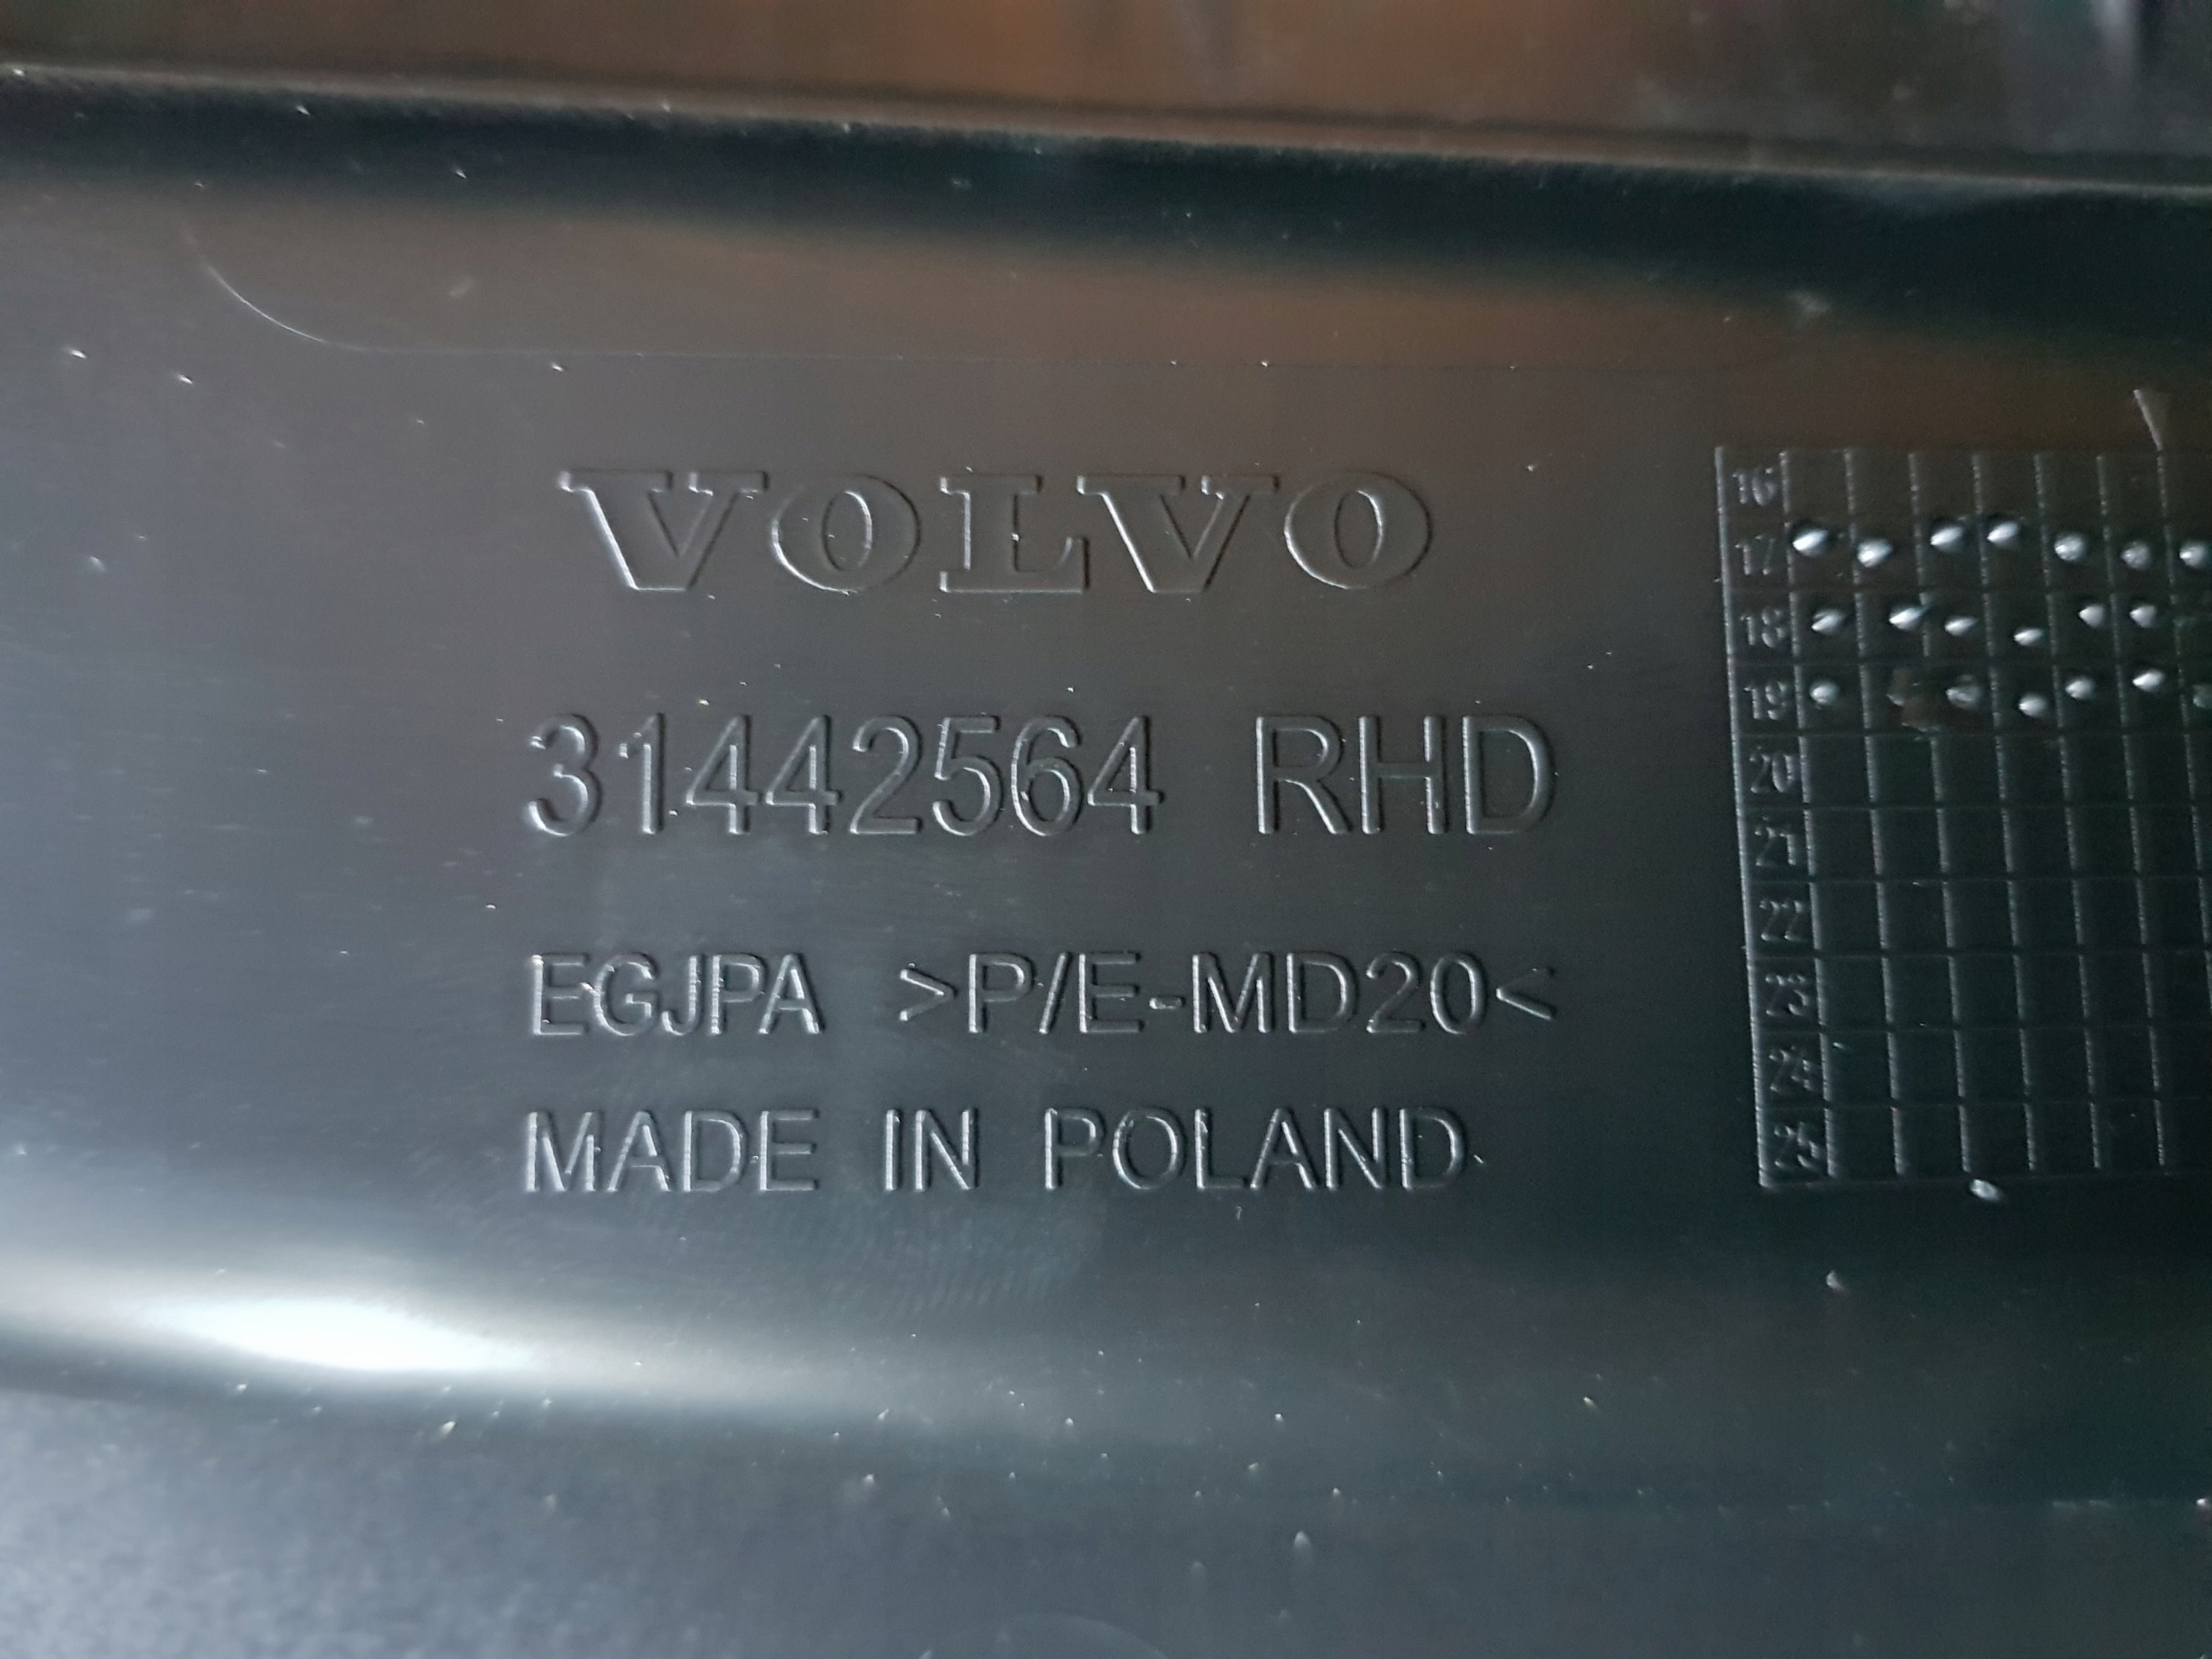 VOLVO
31442564 RHD
EGJPA >P/E-MD20<
MADE IN POLAND
16
17
18
19
20
21
22
23
24
25